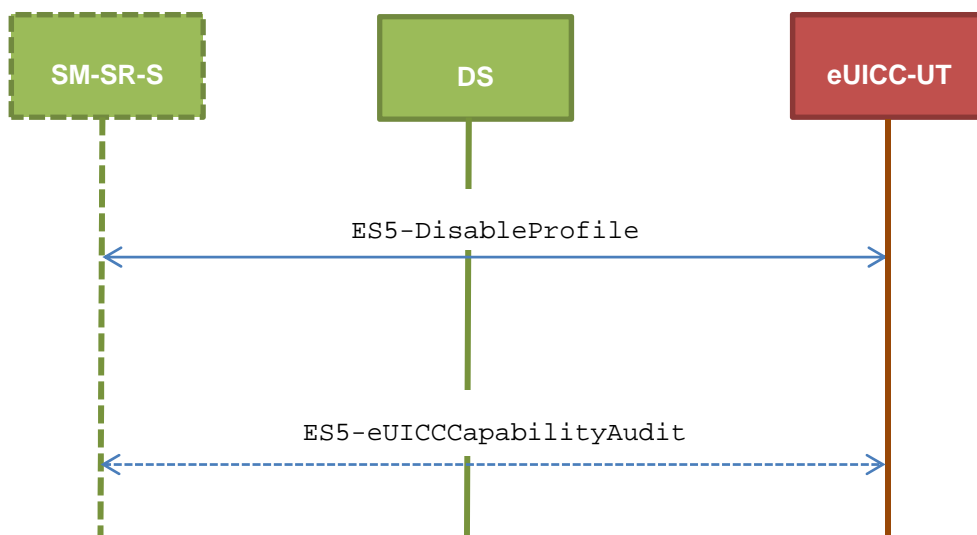 SM-SR-S
DS
eUICC-UT
ES5-DisableProfile
ES5-eUICCCapabilityAudit